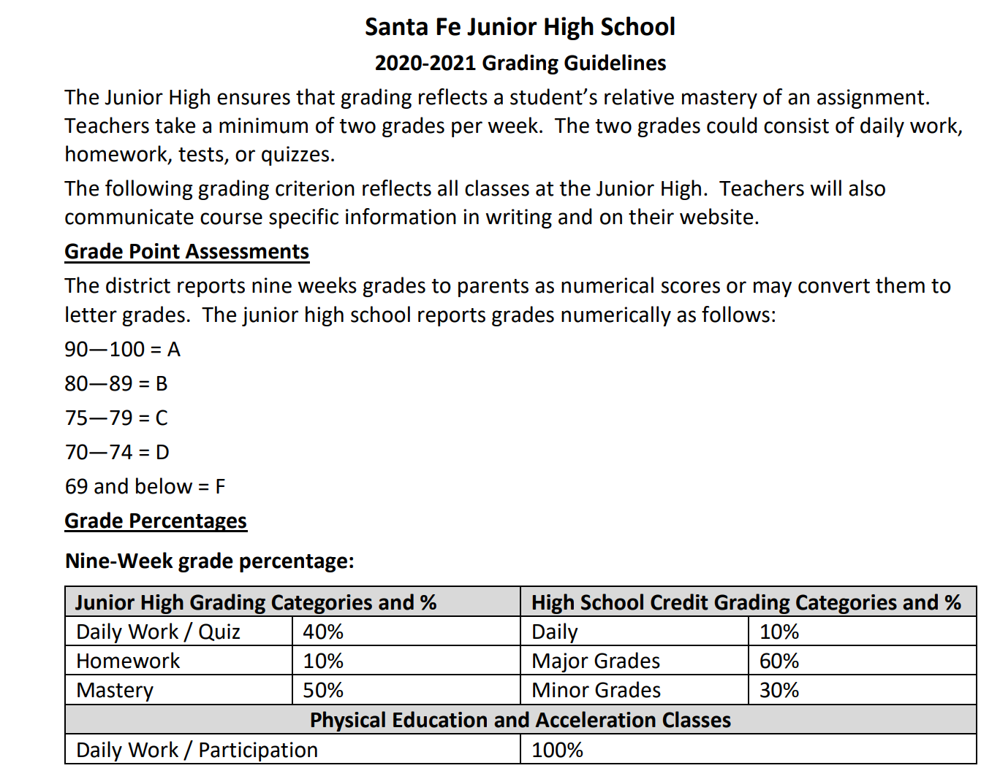 Santa Fe Junior High School
2020-2021 Grading Guidelines
The Junior High ensures that grading reflects a student’s relative mastery of an assignment.
Teachers take a minimum of two grades per week.  The two grades could consist of daily work,
homework, tests, or quizzes.
The following grading criterion reflects all classes at the Junior High.  Teachers will also
communicate course specific information in writing and on their website.
Grade Point Assessments
The district reports nine weeks grades to parents as numerical scores or may convert them to
letter grades.  The junior high school reports grades numerically as follows:
90—100 = A
80—89 = B
75—79 = C
70—74 = D
69 and below = F
Grade Percentages
Nine-Week grade percentage:
Junior High Grading Categories and % High School Credit Grading Categories and %
Daily Work / Quiz 40% Daily 10%
Homework 10% Major Grades 60%
Mastery 50% Minor Grades 30%
Physical Education and Acceleration Classes
Daily Work / Participation 100%